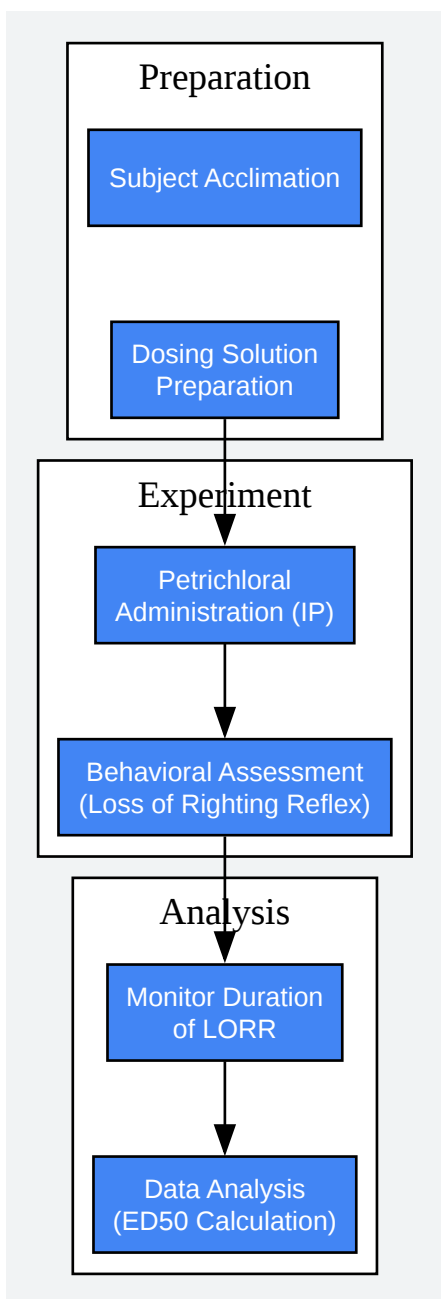 Preparation
Subject Acclimation
Dosing Solution
Preparation
Experiment
Petrichloral
Administration (IP)
Behavioral Assessment
(Loss of Righting Reflex)
Analysis
Monitor Duration
of LORR
Data Analysis
(ED50 Calculation)